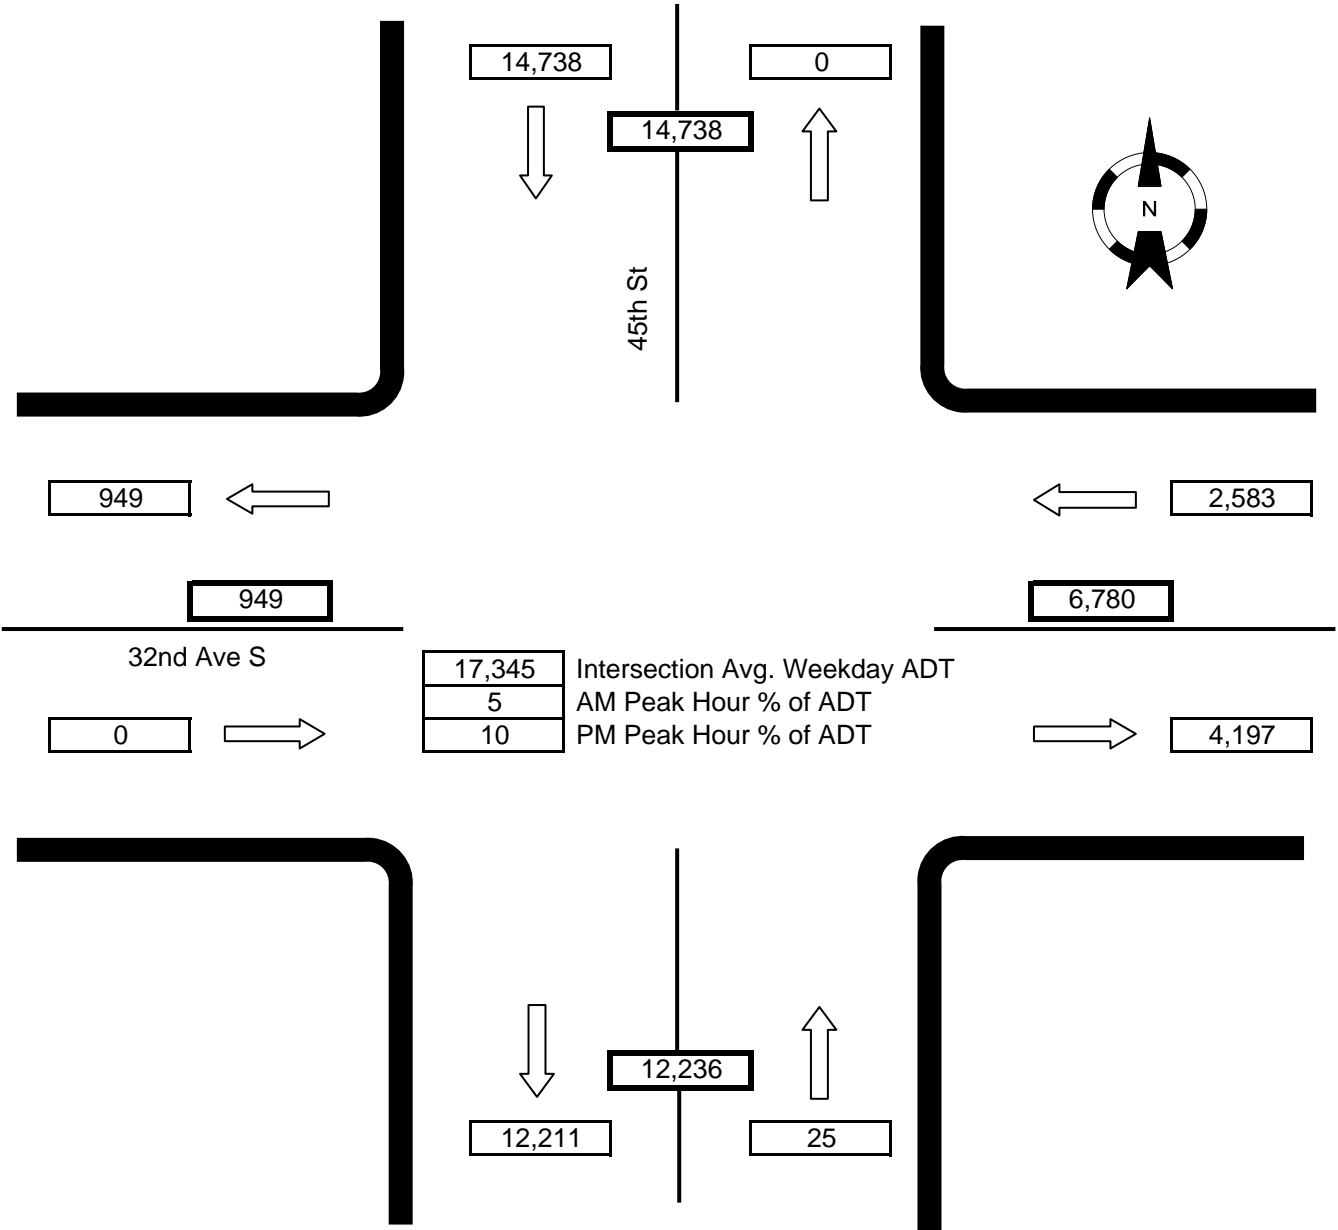 14,738
0
14,738
N
45th St
949
2,583
949
6,780
32nd Ave S
17,345 Intersection Avg. Weekday ADT
5 AM Peak Hour % of ADT
10 PM Peak Hour % of ADT
0
4,197
12,236
12,211
25